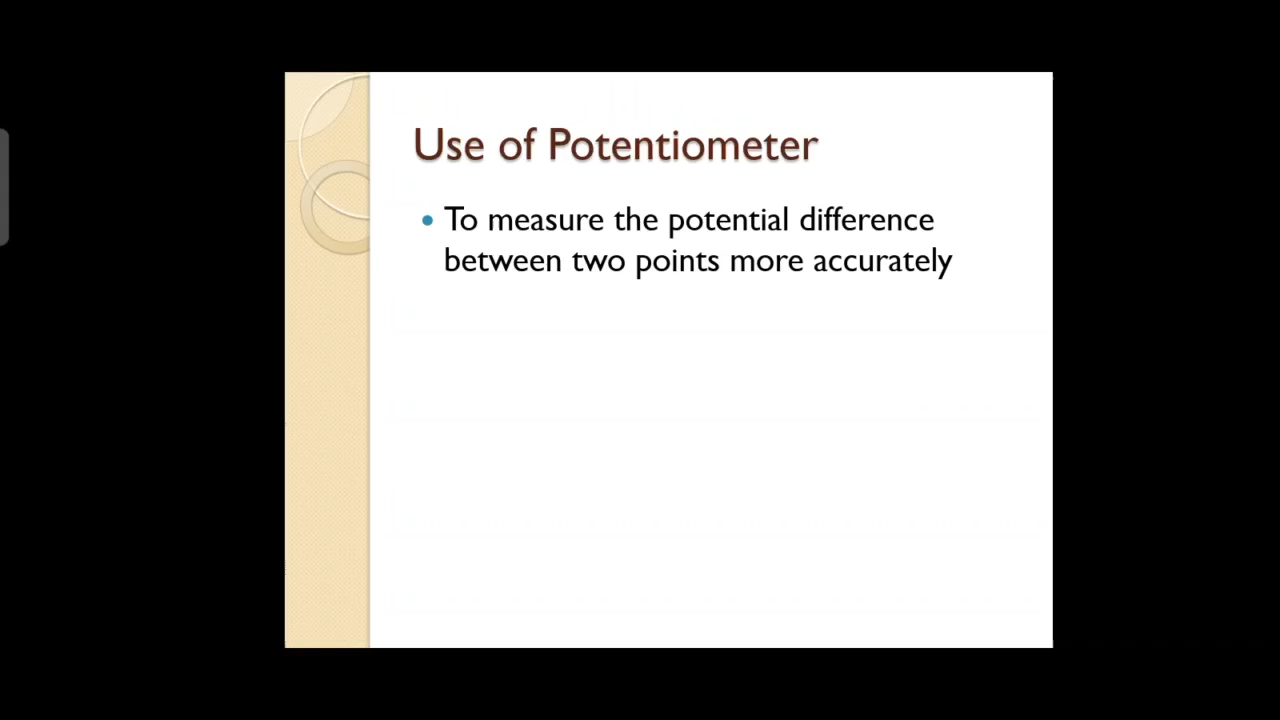 Use of Potentiometer
• To measure the potential difference
between two points more accurately